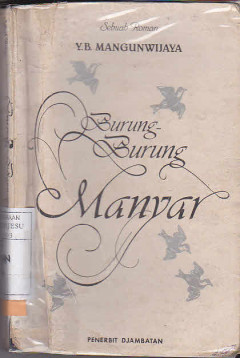 Sebuah Roman
Y.B. MANGUNWIJAYA
Burung-
Burung
Manyar
PENERBIT DJAMBATAN